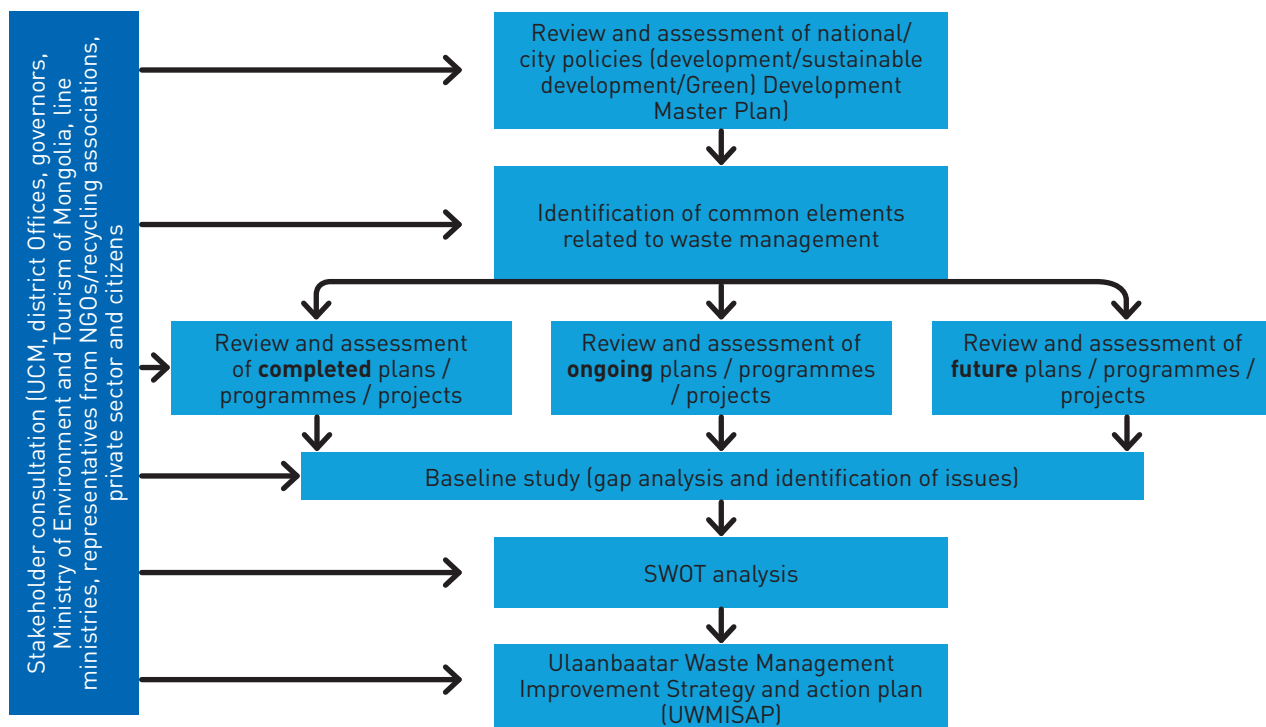 Stakeholder consultation (UCM, district Offices, governors,
Ministry of Environment and Tourism of Mongolia, line
ministries, representatives from NGOs/recycling associations,
private sector and citizens
Review and assessment of national/
city policies (development/sustainable
development/Green) Development
Master Plan)
Identification of common elements
related to waste management
Review and assessment
of completed plans /
programmes / projects
Review and assessment of
ongoing plans / programmes
/ projects
Review and assessment of
future plans / programmes /
projects
Baseline study (gap analysis and identification of issues)
SWOT analysis
Ulaanbaatar Waste Management
Improvement Strategy and action plan
(UWMISAP)